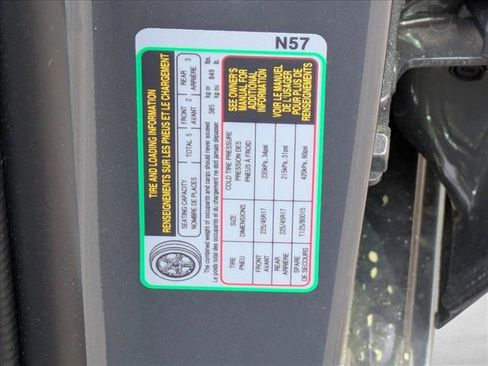 N57
TIRE AND LOADING INFORMATION
RENSEIGNEMENTS SUR LES PNEUS ET LE CHARGEMENT
SEATING CAPACITY TOTAL 5 FRONT 2 REAR 3
NOMBRE DE PLACES AVANT ARRIÈRE
The combined weight of occupants and cargo should never exceed 385 kg or 849 lbs.
Le poids total des occupants et du chargement ne doit jamais dépasser 385 kg ou 849 lb.
TIRE SIZE COLD TIRE PRESSURE
PNEU DIMENSIONS PRESSION DES PNEUS À FROID
FRONT 225/45R17 235kPa, 34psi
AVANT
REAR 225/45R17 215kPa, 31psi
ARRIÈRE
SPARE T125/80D15 420kPa, 60psi
DE SECOURS
SEE OWNER'S
MANUAL FOR
ADDITIONAL
INFORMATION
VOIR LE MANUEL
DE L'USAGER
POUR PLUS DE
RENSEIGNEMENTS